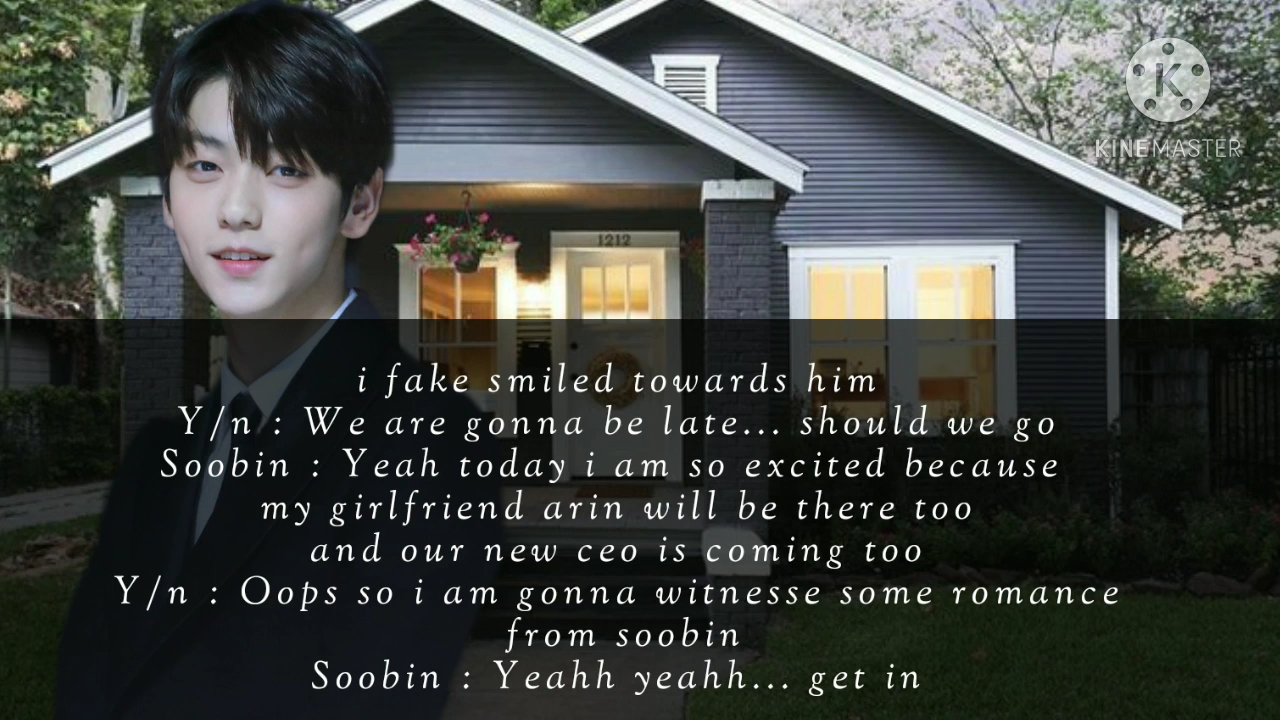 K
KINEMASTER
1212
i fake smiled towards him
Y/n : We are gonna be late... should we go
Soobin : Yeah today i am so excited because
my girlfriend arin will be there too
and our new ceo is coming too
Y/n : Oops so i am gonna witnesse some romance
from soobin
Soobin : Yeahh yeahh... get in